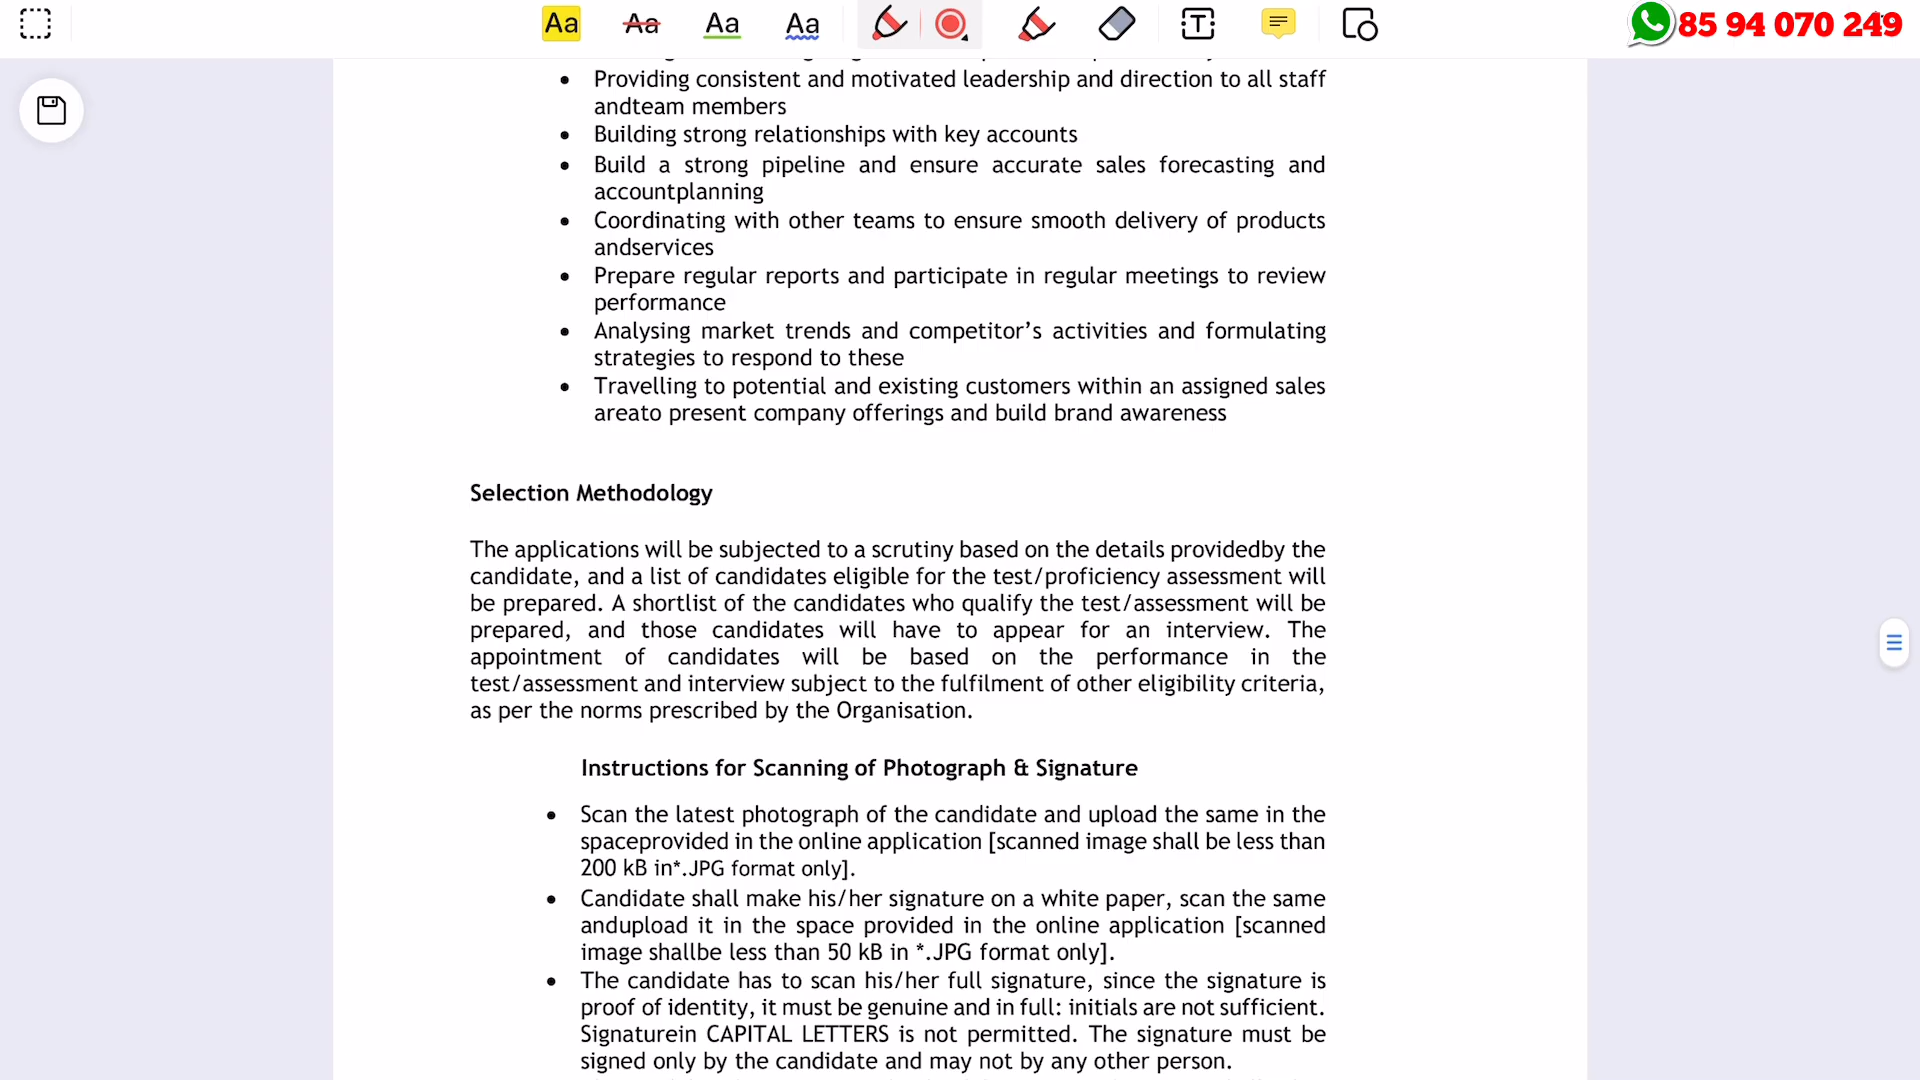 Aa Aa Aa Aa T
85 94 070 249
• Providing consistent and motivated leadership and direction to all staff
andteam members
• Building strong relationships with key accounts
• Build a strong pipeline and ensure accurate sales forecasting and
accountplanning
• Coordinating with other teams to ensure smooth delivery of products
andservices
• Prepare regular reports and participate in regular meetings to review
performance
• Analysing market trends and competitor’s activities and formulating
strategies to respond to these
• Travelling to potential and existing customers within an assigned sales
areato present company offerings and build brand awareness
Selection Methodology
The applications will be subjected to a scrutiny based on the details providedby the
candidate, and a list of candidates eligible for the test/proficiency assessment will
be prepared. A shortlist of the candidates who qualify the test/assessment will be
prepared, and those candidates will have to appear for an interview. The
appointment of candidates will be based on the performance in the
test/assessment and interview subject to the fulfilment of other eligibility criteria,
as per the norms prescribed by the Organisation.
Instructions for Scanning of Photograph & Signature
• Scan the latest photograph of the candidate and upload the same in the
spaceprovided in the online application [scanned image shall be less than
200 kB in*.JPG format only].
• Candidate shall make his/her signature on a white paper, scan the same
andupload it in the space provided in the online application [scanned
image shallbe less than 50 kB in *.JPG format only].
• The candidate has to scan his/her full signature, since the signature is
proof of identity, it must be genuine and in full: initials are not sufficient.
Signaturein CAPITAL LETTERS is not permitted. The signature must be
signed only by the candidate and may not by any other person.